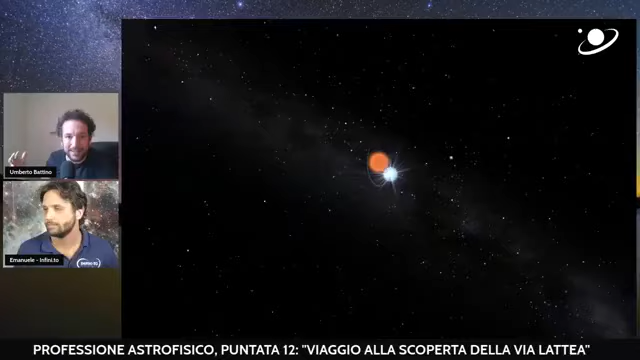 Umberto Battino
Emanuele - Infini.to
PROFESSIONE ASTROFISICO, PUNTATA 12: "VIAGGIO ALLA SCOPERTA DELLA VIA LATTEA"